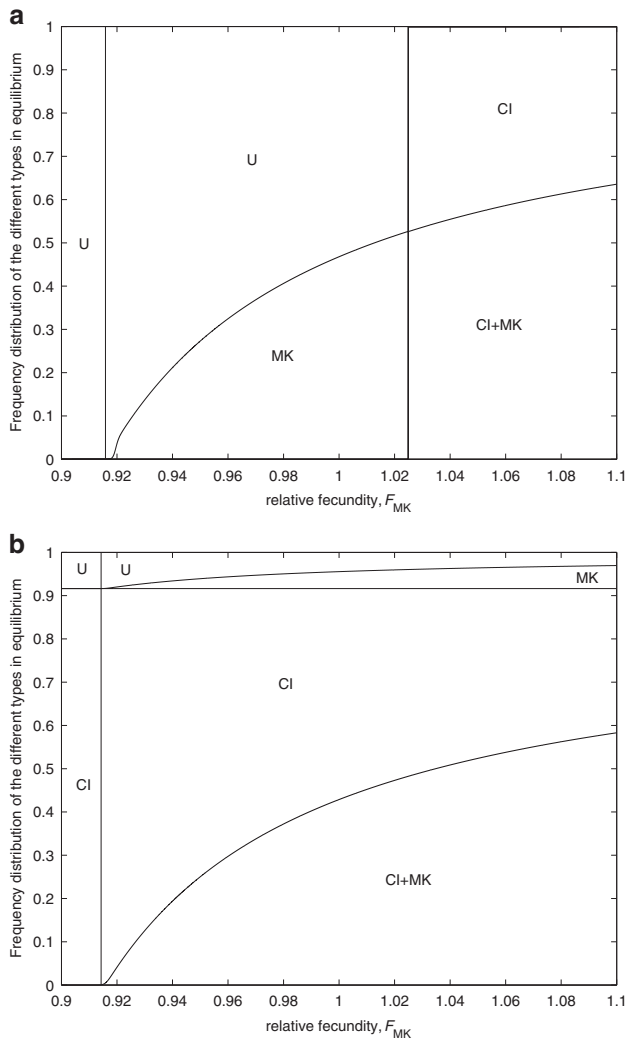 a
Frequency distribution of the different types in equilibrium
1
0.9
0.8
0.7
0.6
0.5
0.4
0.3
0.2
0.1
0
U
U
MK
CI
CI+MK
0.9 0.92 0.94 0.96 0.98 1 1.02 1.04 1.06 1.08 1.1
relative fecundity, F_MK
b
Frequency distribution of the different types in equilibrium
1
0.9
0.8
0.7
0.6
0.5
0.4
0.3
0.2
0.1
0
U
U
MK
CI
CI
CI+MK
0.9 0.92 0.94 0.96 0.98 1 1.02 1.04 1.06 1.08 1.1
relative fecundity, F_MK